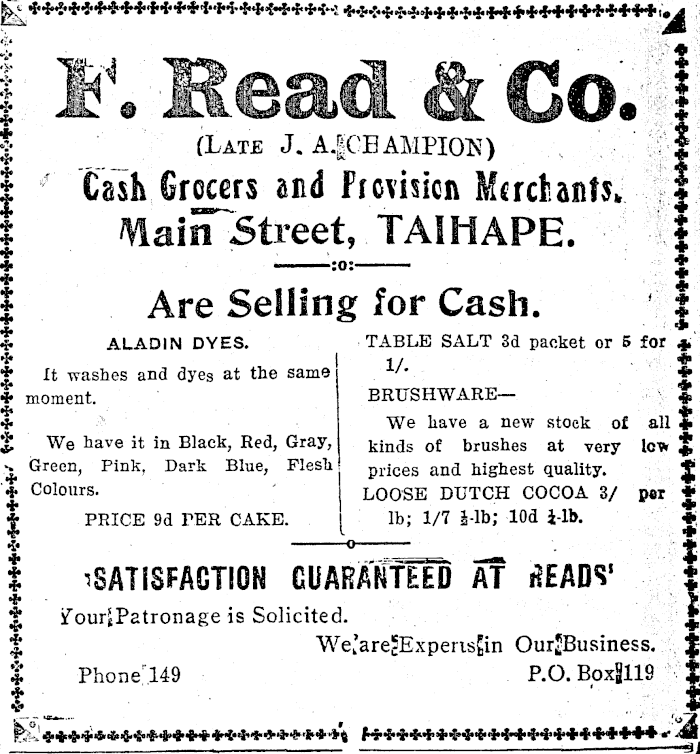 F. Read & Co.
(LATE J. A. CHAMPION)
Cash Grocers and Provision Merchants.
Main Street, TAIHAPE.
:o:
Are Selling for Cash.
ALADIN DYES.
It washes and dyes at the same
moment.
We have it in Black, Red, Gray,
Green, Pink, Dark Blue, Flesh
Colours.
PRICE 9d PER CAKE.
TABLE SALT 3d packet or 5 for
1/.
BRUSHWARE—
We have a new stock of all
kinds of brushes at very low
prices and highest quality.
LOOSE DUTCH COCOA 3/ per
lb; 1/7 ½-lb; 10d ¼-lb.
o
SATISFACTION GUARANTEED AT READS'
Your Patronage is Solicited.
We are Experts in Our Business.
Phone 149
P.O. Box 119